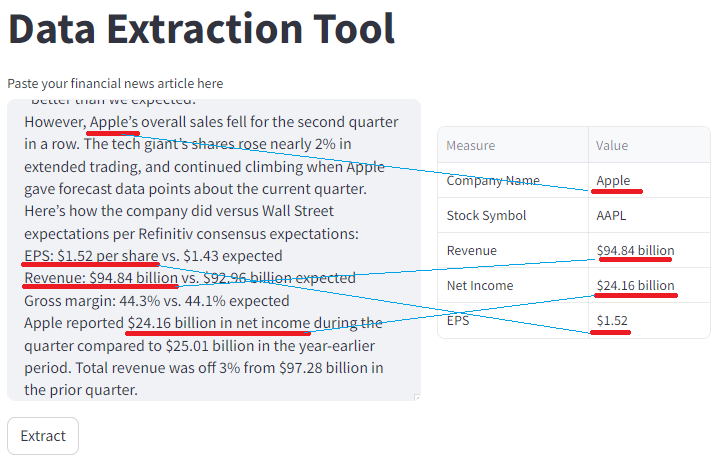 Data Extraction Tool
Paste your financial news article here
better than we expected.
However, Apple's overall sales fell for the second quarter
in a row. The tech giant's shares rose nearly 2% in
extended trading, and continued climbing when Apple
gave forecast data points about the current quarter.
Here's how the company did versus Wall Street
expectations per Refinitiv consensus expectations:
EPS: $1.52 per share vs. $1.43 expected
Revenue: $94.84 billion vs. $92.96 billion expected
Gross margin: 44.3% vs. 44.1% expected
Apple reported $24.16 billion in net income during the
quarter compared to $25.01 billion in the year-earlier
period. Total revenue was off 3% from $97.28 billion in
the prior quarter.
Measure Value
Company Name Apple
Stock Symbol AAPL
Revenue $94.84 billion
Net Income $24.16 billion
EPS $1.52
Extract